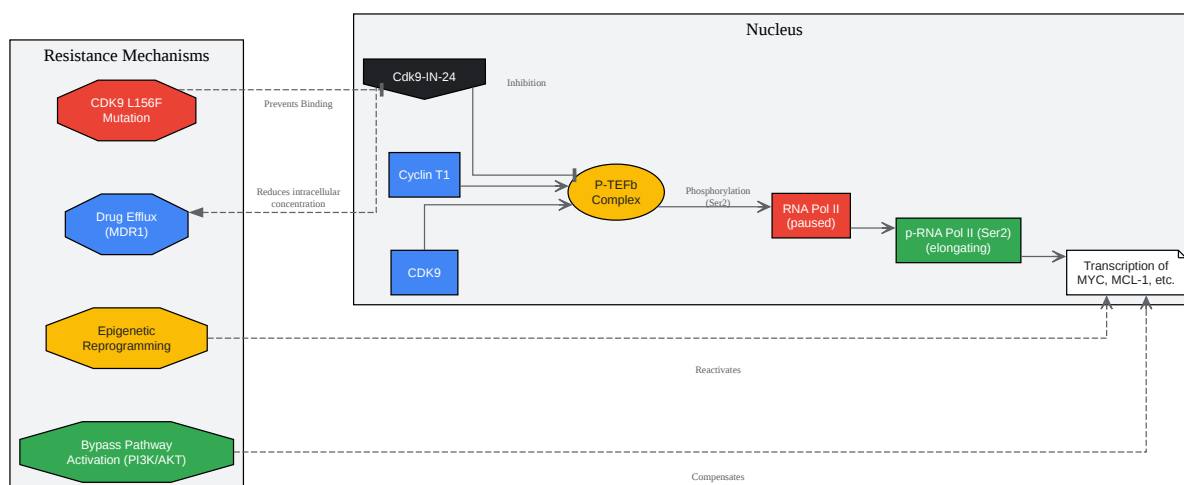 Resistance Mechanisms
CDK9 L156F
Mutation
Drug Efflux
(MDR1)
Epigenetic
Reprogramming
Bypass Pathway
Activation (PI3K/AKT)
Prevents Binding
Reduces intracellular
concentration
Nucleus
Cdk9-IN-24
Inhibition
Cyclin T1
CDK9
P-TEFb
Complex
Phosphorylation
(Ser2)
RNA Pol II
(paused)
p-RNA Pol II (Ser2)
(elongating)
Transcription of
MYC, MCL-1, etc.
Reactivates
Compensates